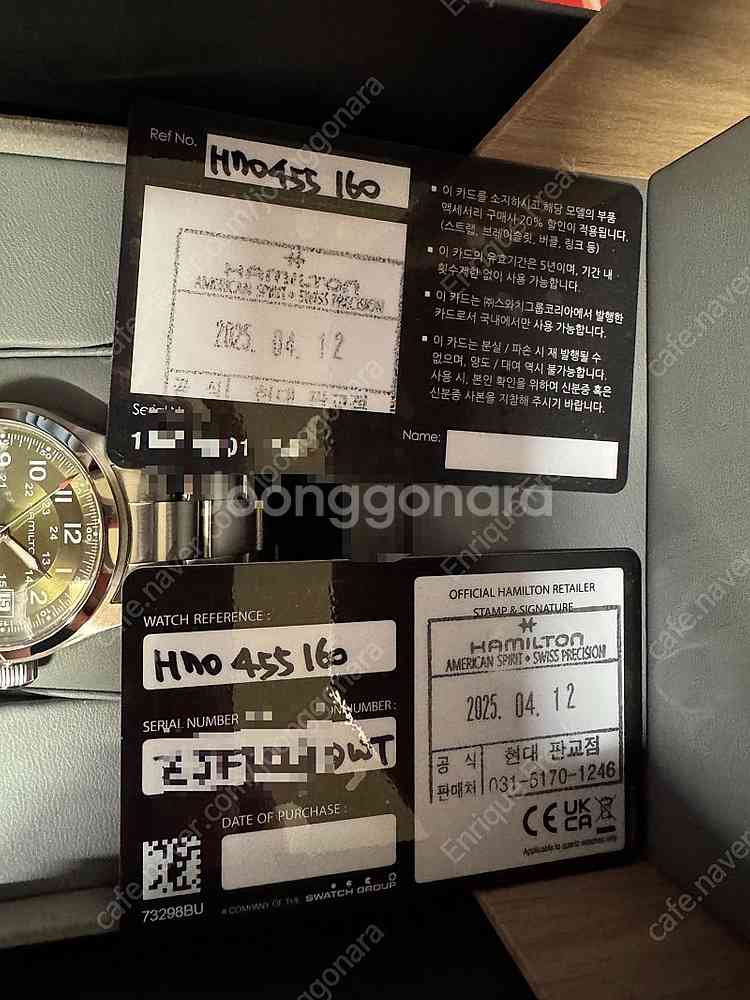 Ref No.
HNO455 160
HAMILTON
AMERICAN SPIRIT • SWISS PRECISION
2025. 04. 12
▪ 이 카드를 소지하시고 해당 모델의 부품
액세서리 구매시 20% 할인이 적용됩니다.
(스트랩, 브레이슬릿, 버클, 링크 등)
▪ 이 카드의 유효기간은 5년이며, 기간 내
횟수제한 없이 사용 가능합니다.
▪ 이 카드는 ㈜스와치그룹코리아에서 발행한
카드로서 국내에서만 사용 가능합니다.
▪ 이 카드는 분실 / 파손 시 재 발행될 수
없으며, 양도 / 대여 역시 불가능합니다.
사용 시, 본인 확인을 위하여 신분증 혹은
신분증 사본을 지참해 주시기 바랍니다.
Name:
joonggonara
WATCH REFERENCE :
HNO 455 160
SERIAL NUMBER
NUMBER :
DWT
DATE OF PURCHASE :
73298BU
A COMPANY OF THE SWATCH GROUP
OFFICIAL HAMILTON RETAILER
STAMP & SIGNATURE
HAMILTON
AMERICAN SPIRIT • SWISS PRECISION
2025. 04. 12
공식 판매처
현대 판교점
031-5170-1246
CE UK CA
Applicable to quartz watches only